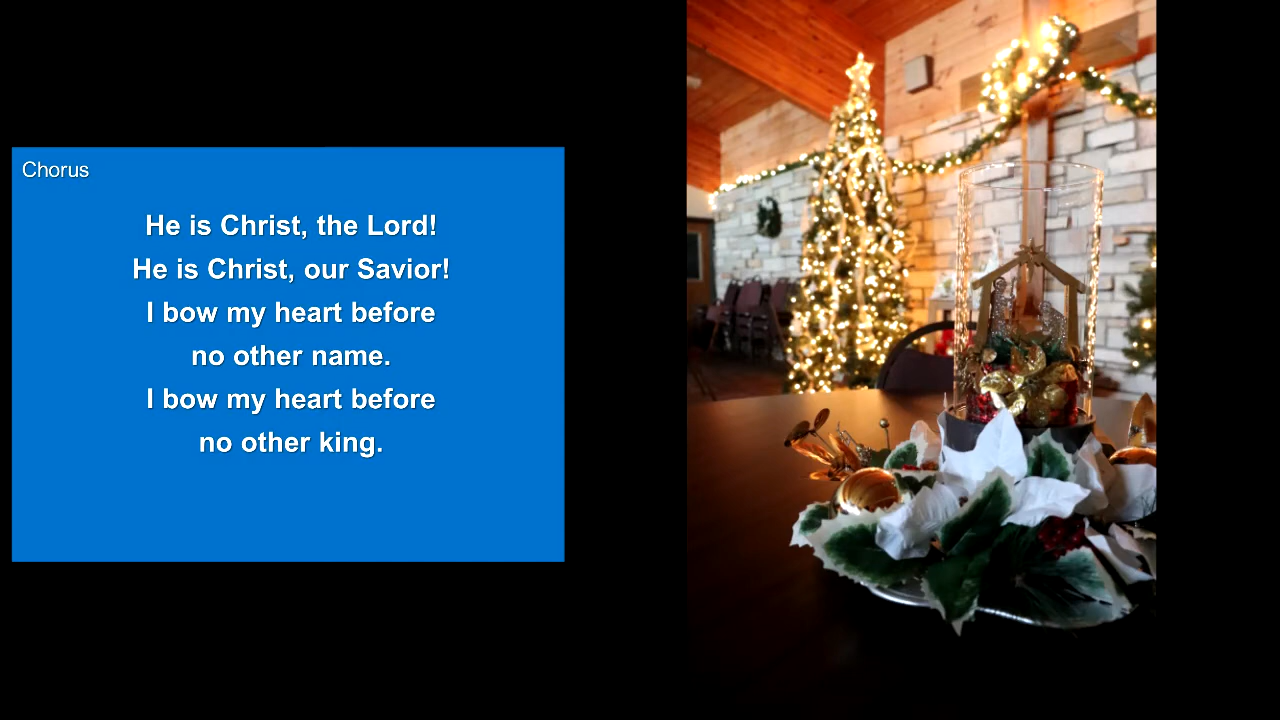 Chorus
He is Christ, the Lord!
He is Christ, our Savior!
I bow my heart before
no other name.
I bow my heart before
no other king.